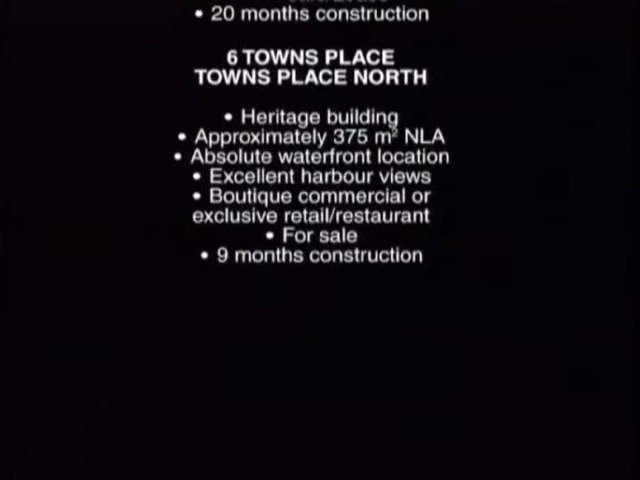 • 20 months construction
6 TOWNS PLACE
TOWNS PLACE NORTH
• Heritage building
• Approximately 375 m² NLA
• Absolute waterfront location
• Excellent harbour views
• Boutique commercial or
exclusive retail/restaurant
• For sale
• 9 months construction